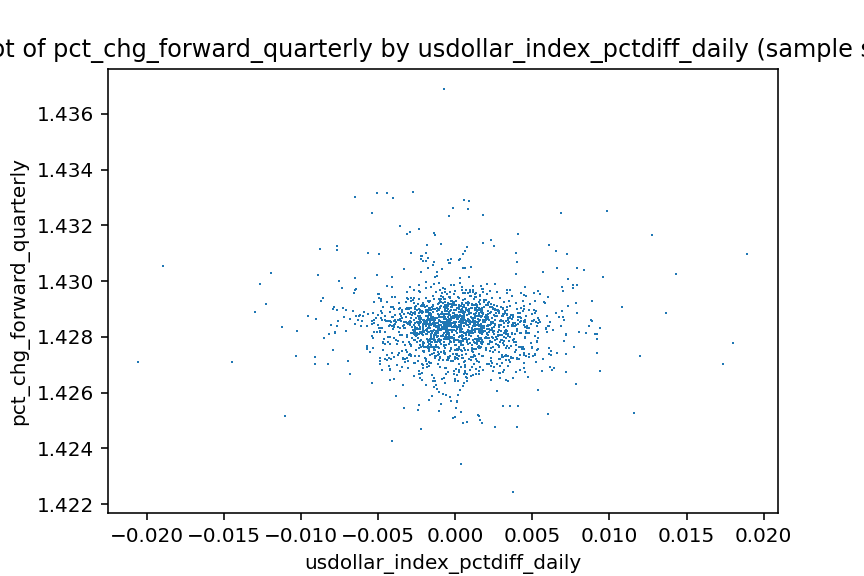 of pct_chg_forward_quarterly by usdollar_index_pctdiff_daily (sample
1.436
1.434
1.432
1.430
1.428
1.426
1.424
1.422
pct_chg_forward_quarterly
−0.020 −0.015 −0.010 −0.005 0.000 0.005 0.010 0.015 0.020
usdollar_index_pctdiff_daily